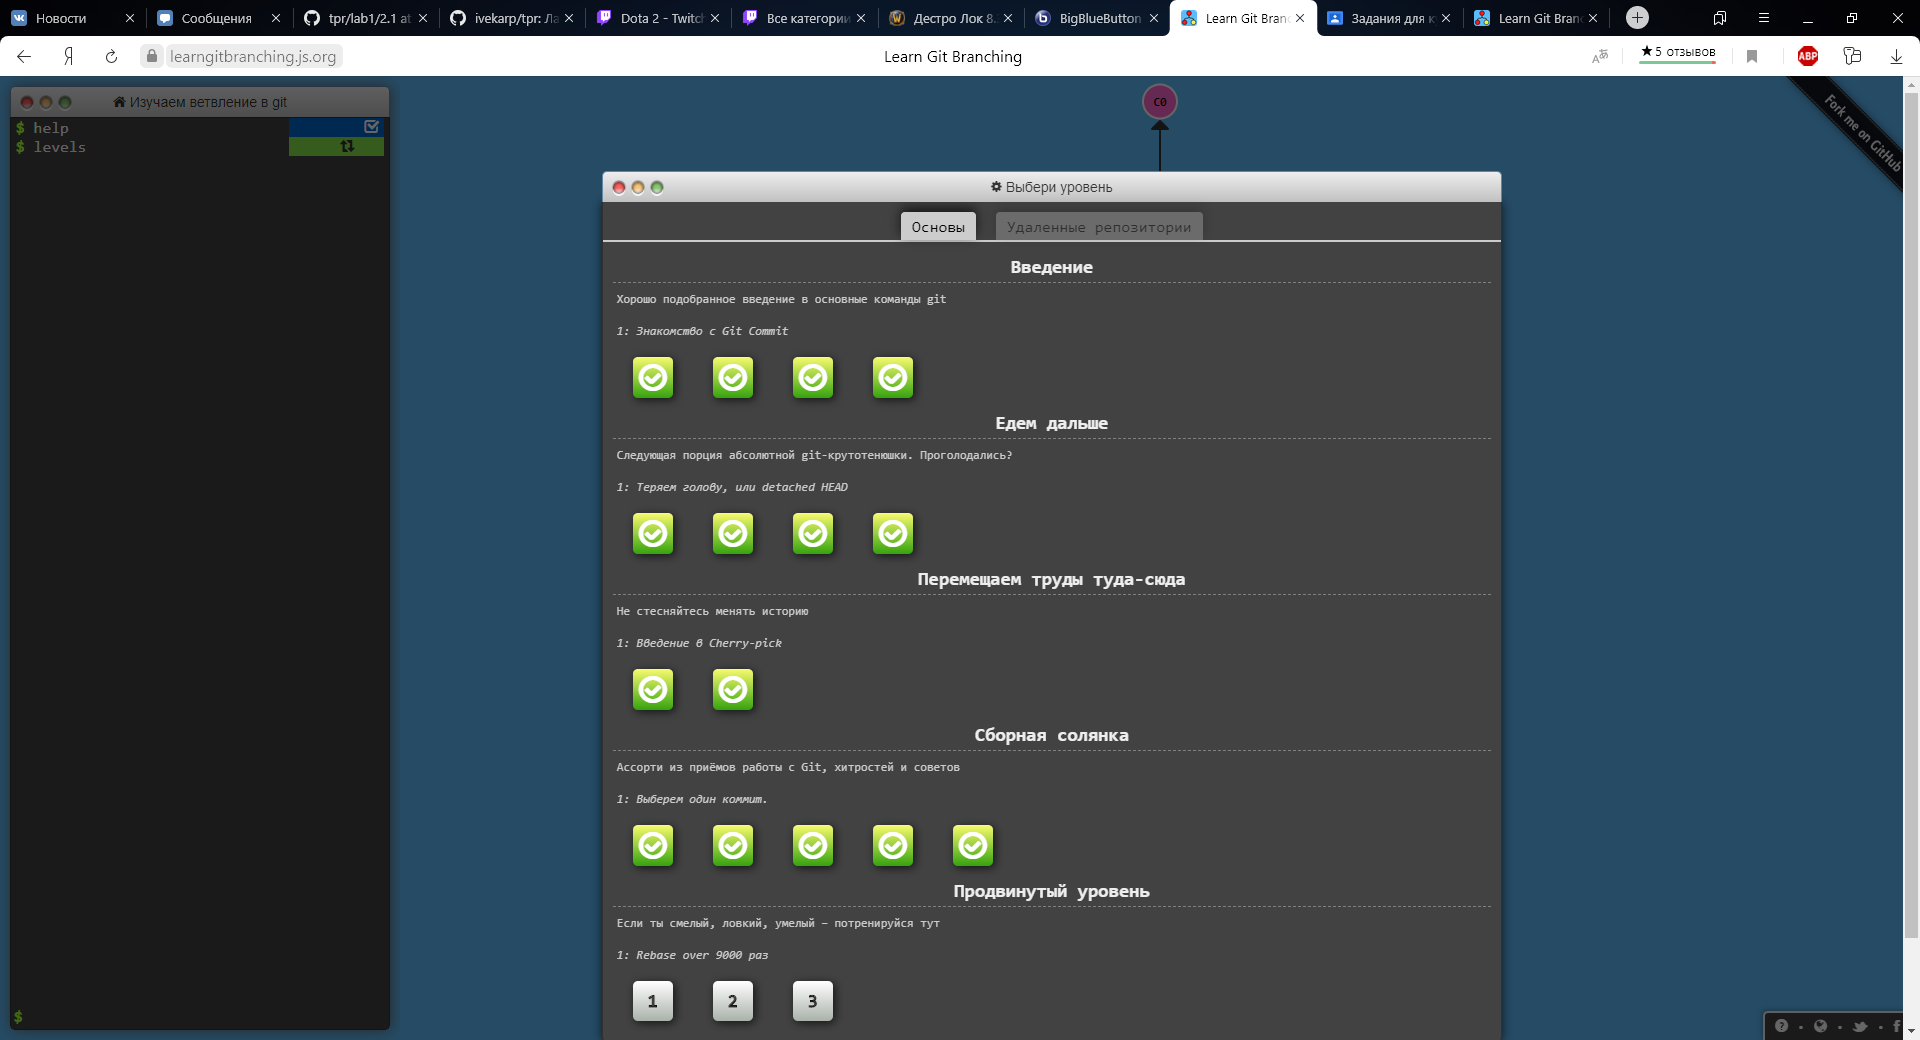 Новости
Сообщения
tpr/lab1/2.1 at
ivekarp/tpr: Ла
Dota 2 - Twitch
Все категории
Дестро Лок 8.
BigBlueButton
Learn Git Branc
Задания для к
Learn Git Branc
learngitbranching.js.org
Learn Git Branching
★5 отзывов
ABP
Изучаем ветвление в git
$ help
$ levels
C0
Fork me on GitHub
Выбери уровень
Основы
Удаленные репозитории
Введение
Хорошо подобранное введение в основные команды git
1: Знакомство с Git Commit
Едем дальше
Следующая порция абсолютной git-крутотенюшки. Проголодались?
1: Теряем голову, или detached HEAD
Перемещаем труды туда-сюда
Не стесняйтесь менять историю
1: Введение в Cherry-pick
Сборная солянка
Ассорти из приёмов работы с Git, хитростей и советов
1: Выберем один коммит.
Продвинутый уровень
Если ты смелый, ловкий, умелый – потренируйся тут
1: Rebase over 9000 раз
1 2 3
$